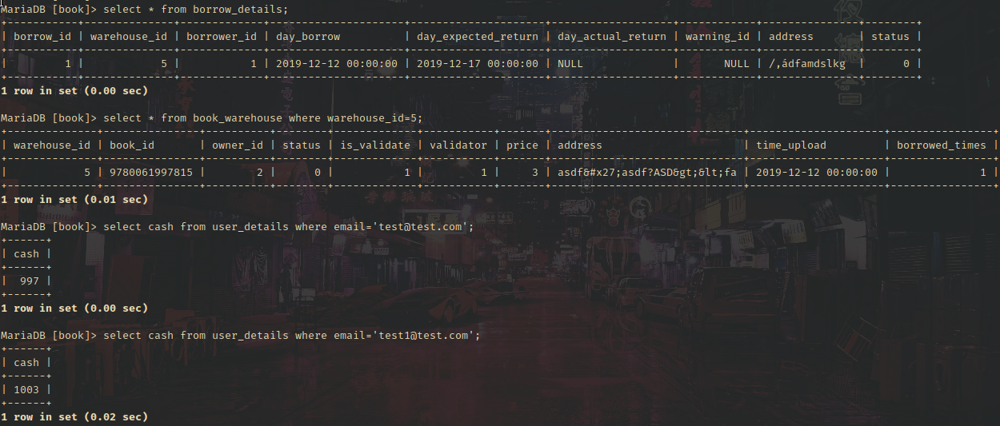 MariaDB [book]> select * from borrow_details;
+-----------+--------------+-------------+---------------------+---------------------+-------------------+------------+-------------+--------+
| borrow_id | warehouse_id | borrower_id | day_borrow          | day_expected_return | day_actual_return | warning_id | address     | status |
+-----------+--------------+-------------+---------------------+---------------------+-------------------+------------+-------------+--------+
|         1 |            5 |           1 | 2019-12-12 00:00:00 | 2019-12-17 00:00:00 | NULL              |       NULL | /,ádfamdslkg |      0 |
+-----------+--------------+-------------+---------------------+---------------------+-------------------+------------+-------------+--------+
1 row in set (0.00 sec)
MariaDB [book]> select * from book_warehouse where warehouse_id=5;
+--------------+---------------+----------+--------+-------------+-----------+-------+-----------------------------+---------------------+----------------+
| warehouse_id | book_id       | owner_id | status | is_validate | validator | price | address                     | time_upload         | borrowed_times |
+--------------+---------------+----------+--------+-------------+-----------+-------+-----------------------------+---------------------+----------------+
|            5 | 9780061997815 |        2 |      0 |           1 |         1 |     3 | asdf&#x27;asdf?ASD&gt;&lt;fa | 2019-12-12 00:00:00 |              1 |
+--------------+---------------+----------+--------+-------------+-----------+-------+-----------------------------+---------------------+----------------+
1 row in set (0.01 sec)
MariaDB [book]> select cash from user_details where email='test@test.com';
+------+
| cash |
+------+
|  997 |
+------+
1 row in set (0.00 sec)
MariaDB [book]> select cash from user_details where email='test1@test.com';
+------+
| cash |
+------+
| 1003 |
+------+
1 row in set (0.02 sec)